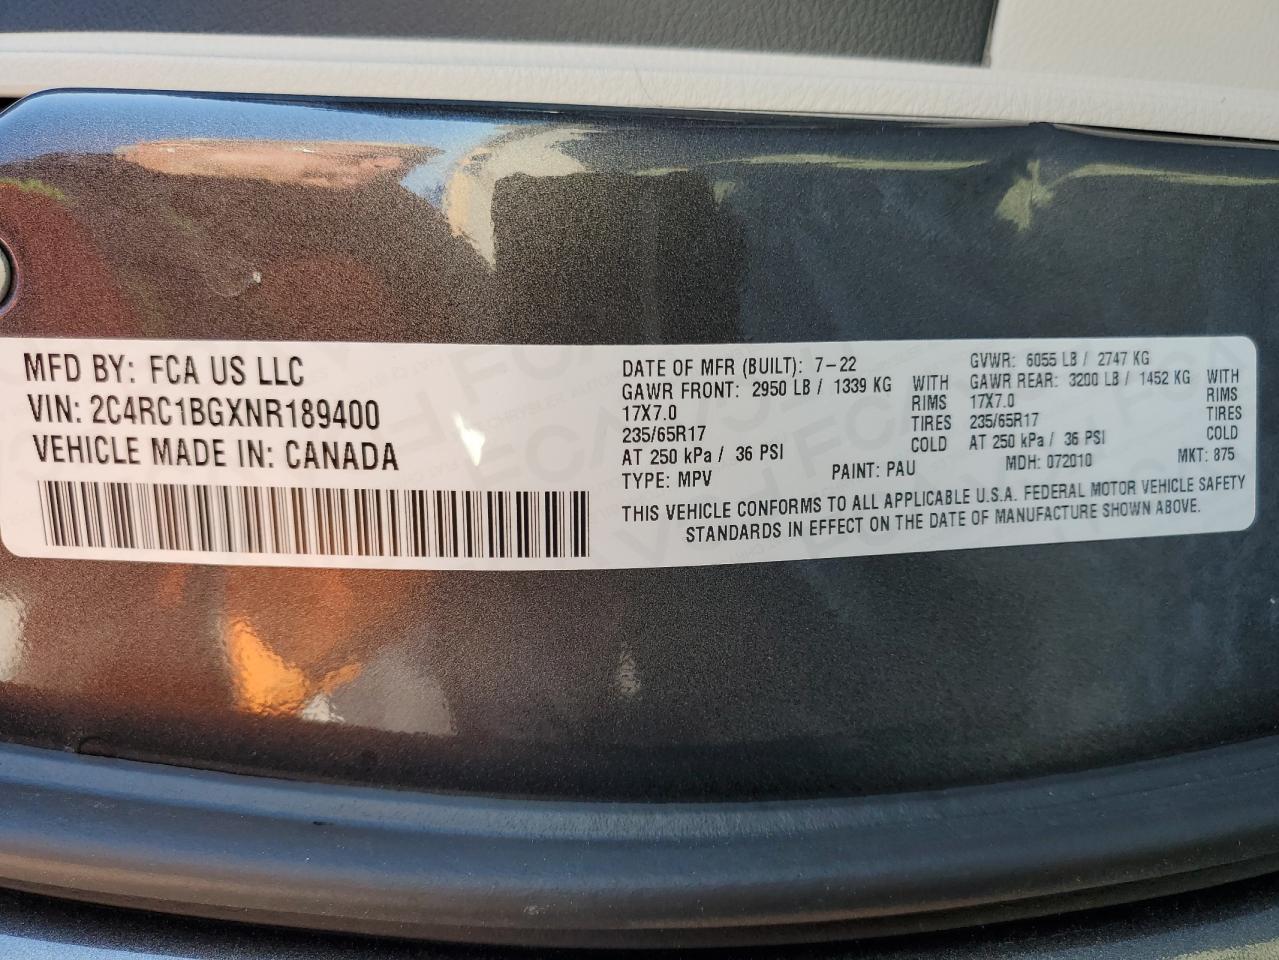 MFD BY: FCA US LLC
VIN: 2C4RC1BGXNR189400
VEHICLE MADE IN: CANADA
DATE OF MFR (BUILT): 7-22
GAWR FRONT: 2950 LB / 1339 KG WITH
17X7.0 RIMS
235/65R17 TIRES
AT 250 kPa / 36 PSI COLD
TYPE: MPV PAINT: PAU
GVWR: 6055 LB / 2747 KG
GAWR REAR: 3200 LB / 1452 KG WITH
17X7.0 RIMS
235/65R17 TIRES
AT 250 kPa / 36 PSI COLD
MDH: 072010 MKT: 875
THIS VEHICLE CONFORMS TO ALL APPLICABLE U.S.A. FEDERAL MOTOR VEHICLE SAFETY
STANDARDS IN EFFECT ON THE DATE OF MANUFACTURE SHOWN ABOVE.